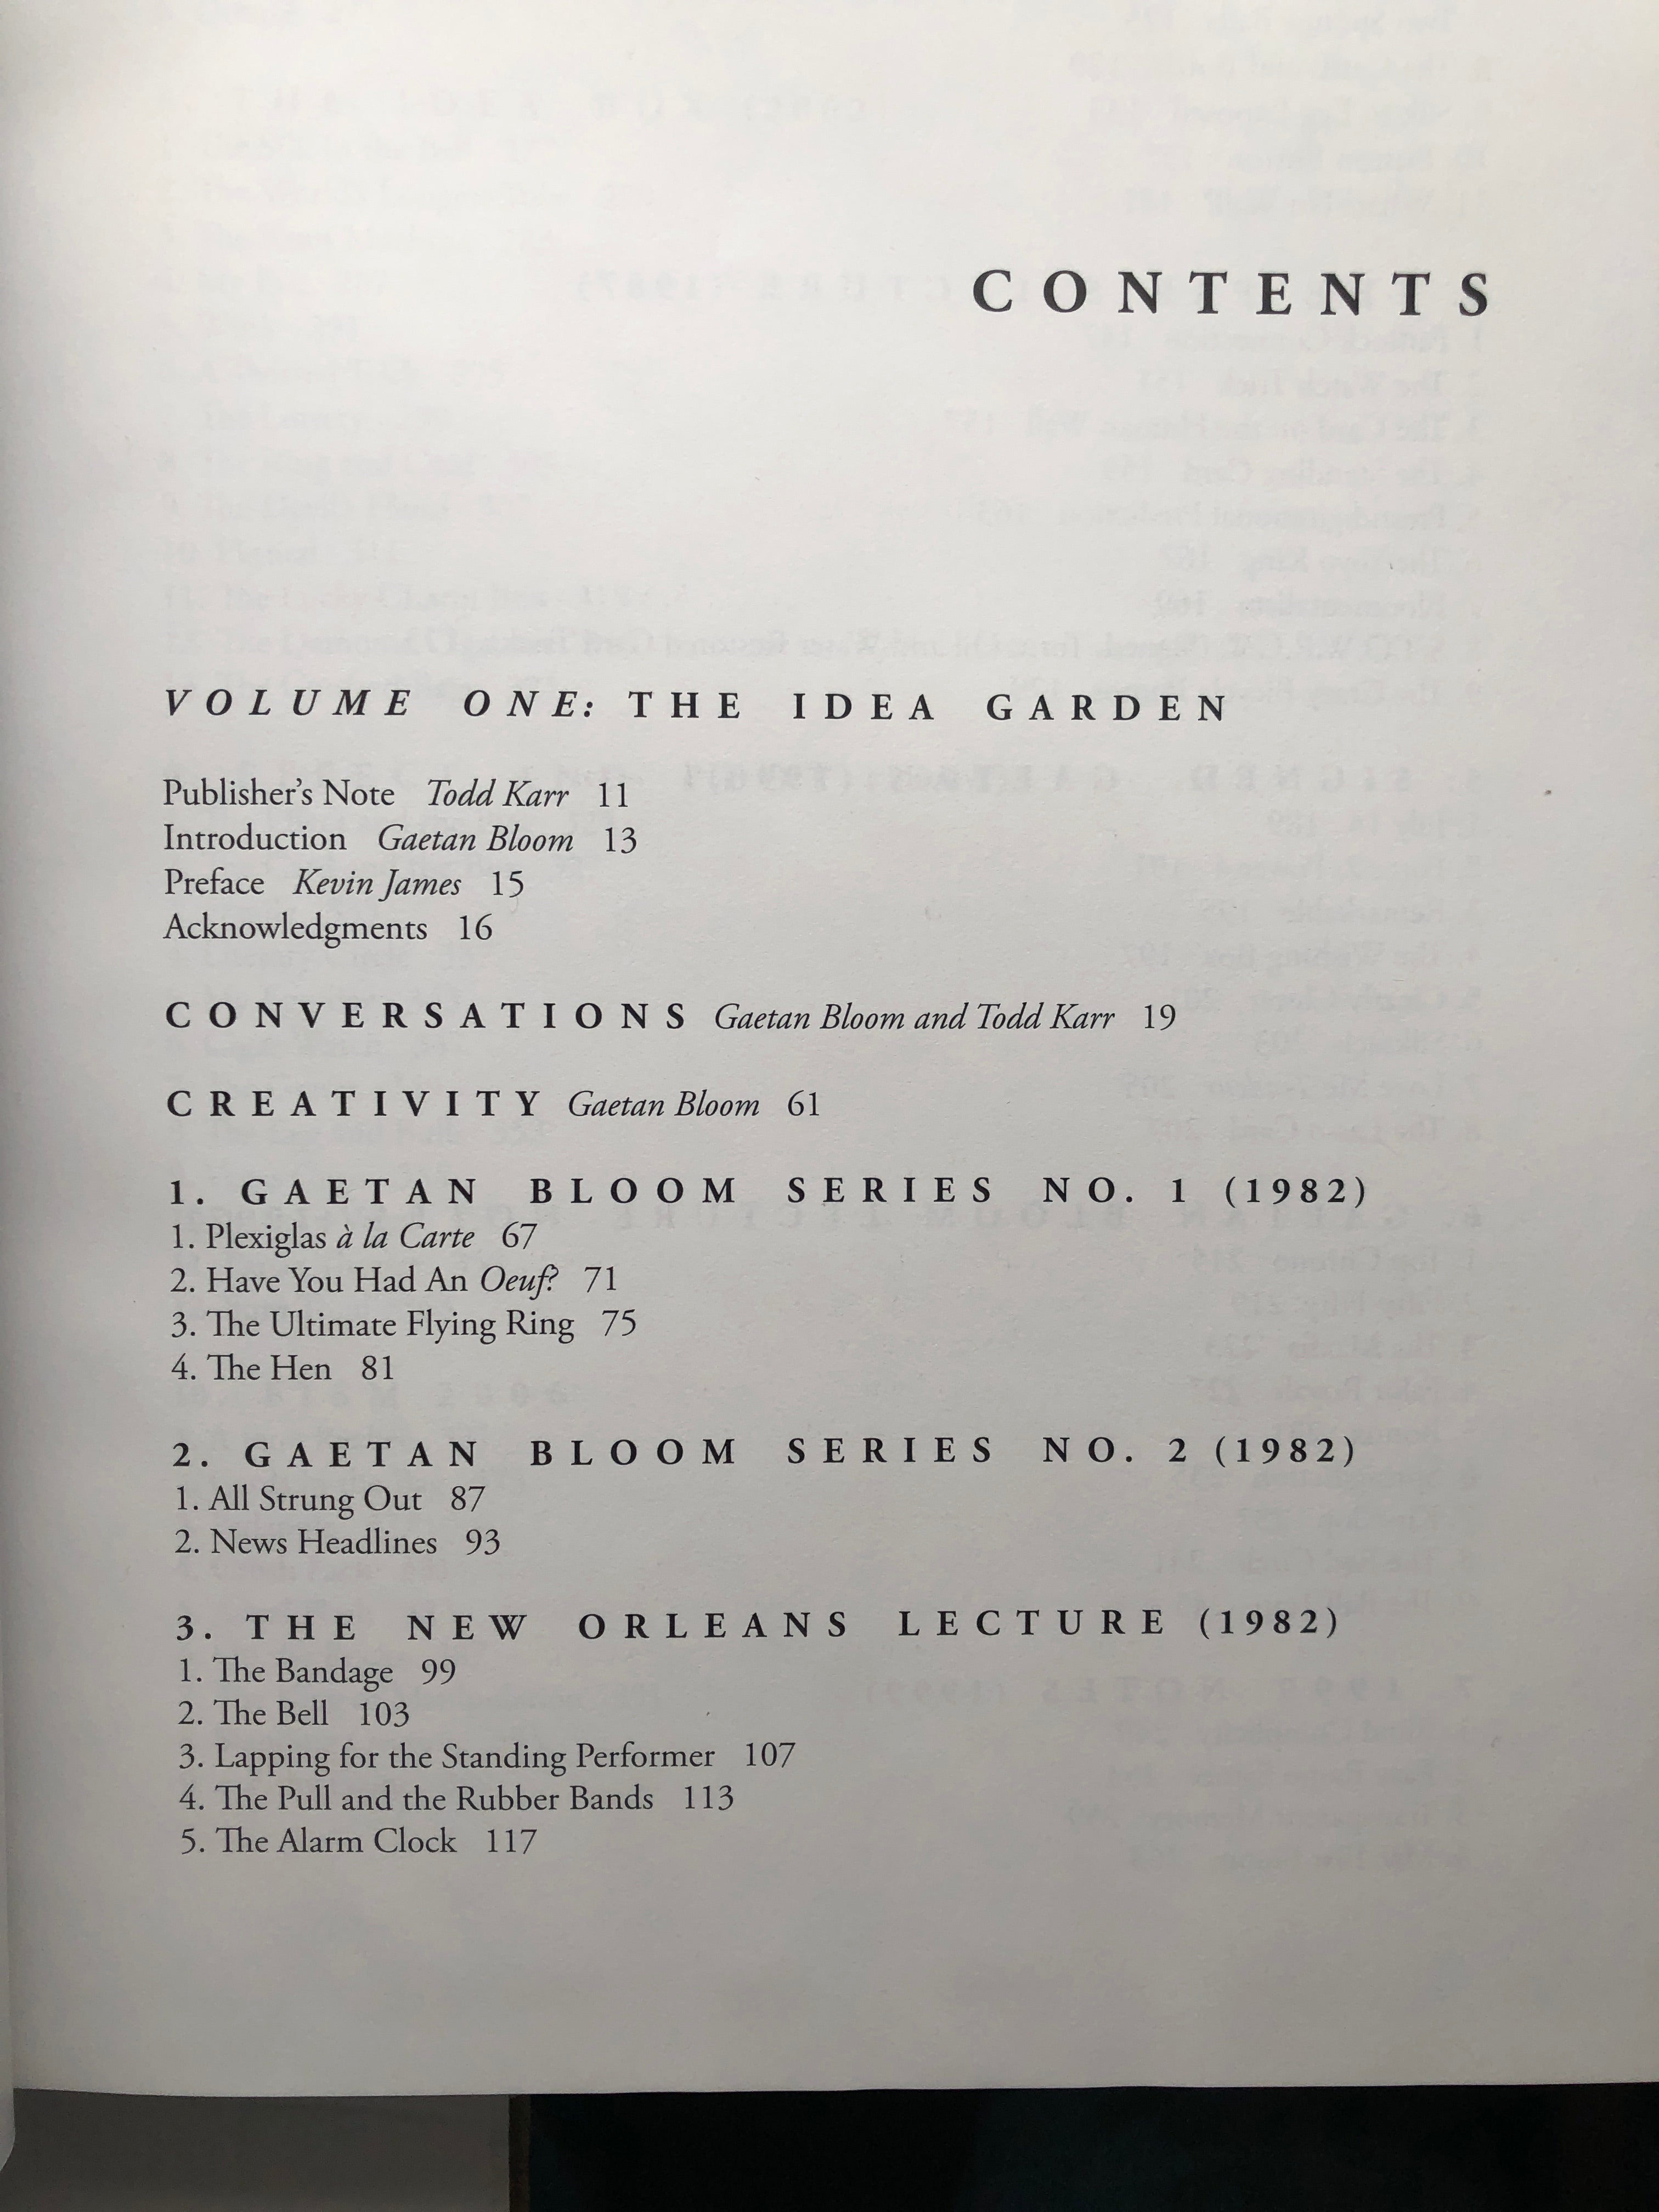 CONTENTS
VOLUME ONE: THE IDEA GARDEN
Publisher's Note Todd Karr 11
Introduction Gaetan Bloom 13
Preface Kevin James 15
Acknowledgments 16
CONVERSATIONS Gaetan Bloom and Todd Karr 19
CREATIVITY Gaetan Bloom 61
1. GAETAN BLOOM SERIES NO. 1 (1982)
1. Plexiglas à la Carte 67
2. Have You Had An Oeuf? 71
3. The Ultimate Flying Ring 75
4. The Hen 81
2. GAETAN BLOOM SERIES NO. 2 (1982)
1. All Strung Out 87
2. News Headlines 93
3. THE NEW ORLEANS LECTURE (1982)
1. The Bandage 99
2. The Bell 103
3. Lapping for the Standing Performer 107
4. The Pull and the Rubber Bands 113
5. The Alarm Clock 117